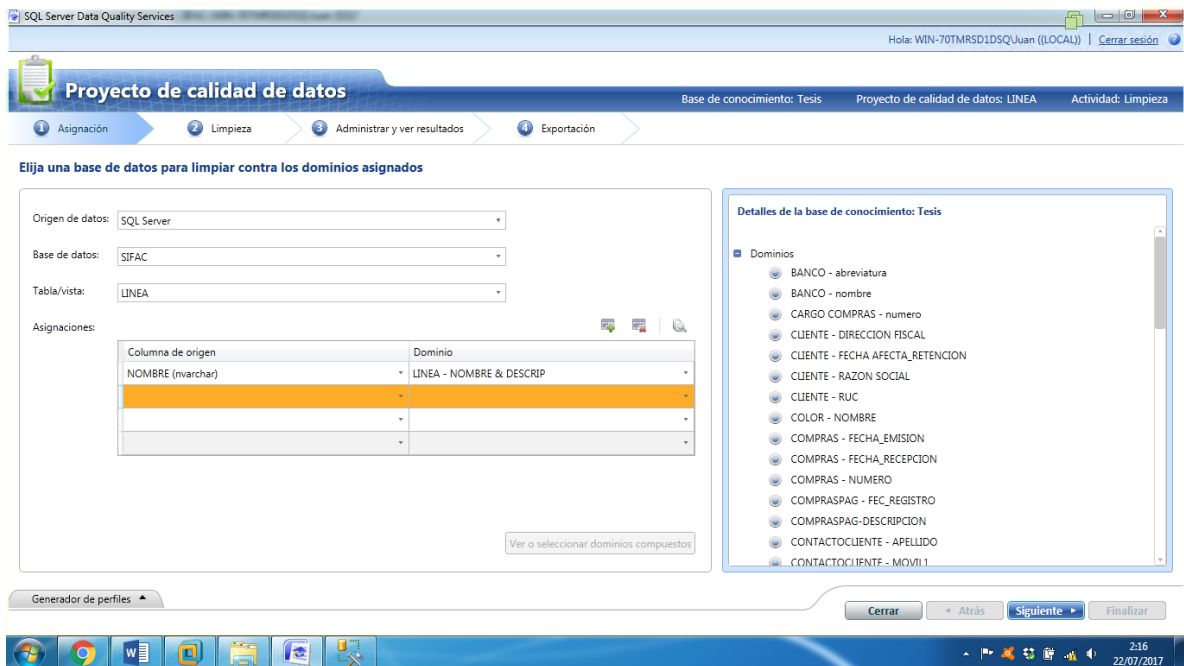 SQL Server Data Quality Services
Hola: WIN-70TMRSD1DSQ\Juan ((LOCAL)) | Cerrar sesión
Proyecto de calidad de datos
Base de conocimiento: Tesis Proyecto de calidad de datos: LINEA Actividad: Limpieza
1 Asignación 2 Limpieza 3 Administrar y ver resultados 4 Exportación
Elija una base de datos para limpiar contra los dominios asignados
Origen de datos: SQL Server
Base de datos: SIFAC
Tabla/vista: LINEA
Asignaciones:
Columna de origen Dominio
NOMBRE (nvarchar) LINEA - NOMBRE & DESCRIP
Ver o seleccionar dominios compuestos
Detalles de la base de conocimiento: Tesis
Dominios
BANCO - abreviatura
BANCO - nombre
CARGO COMPRAS - numero
CLIENTE - DIRECCION FISCAL
CLIENTE - FECHA AFECTA_RETENCION
CLIENTE - RAZON SOCIAL
CLIENTE - RUC
COLOR - NOMBRE
COMPRAS - FECHA_EMISION
COMPRAS - FECHA_RECEPCION
COMPRAS - NUMERO
COMPRASPAG - FEC_REGISTRO
COMPRASPAG-DESCRIPCION
CONTACTOCLIENTE - APELLIDO
CONTACTOCLIENTE - MOVIL1
Generador de perfiles
Cerrar Atrás Siguiente Finalizar
2:16
22/07/2017